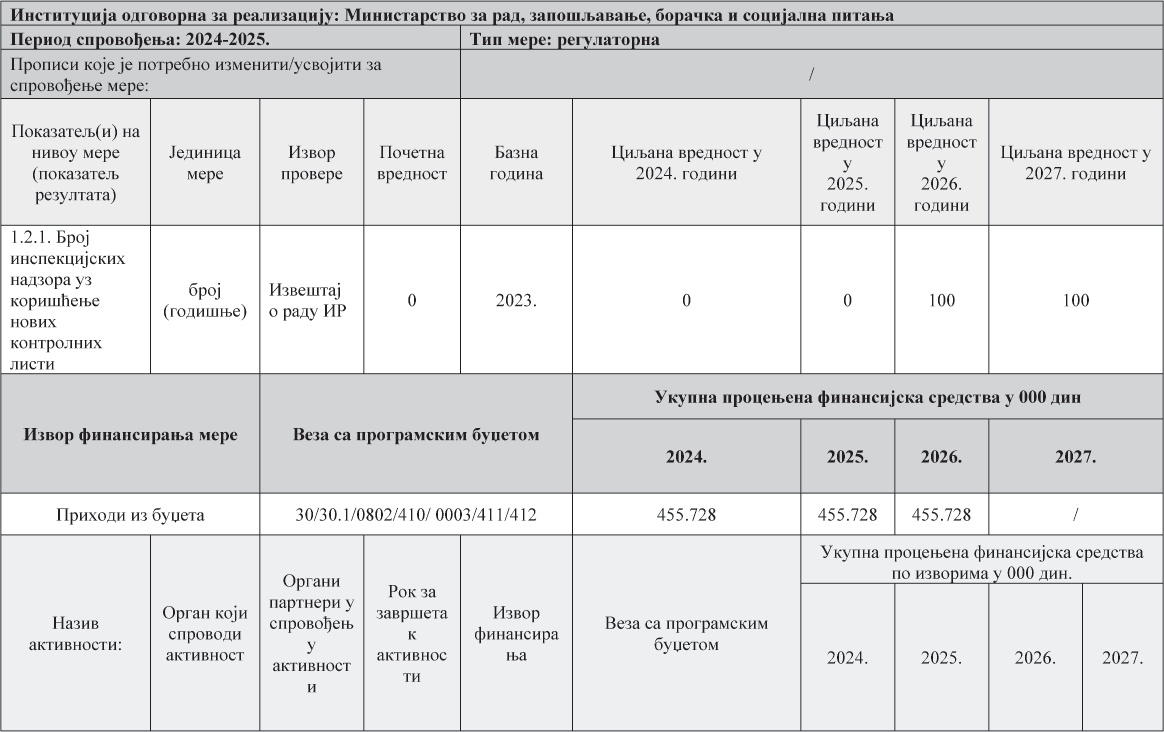 Институција одговорна за реализацију: Министарство за рад, запошљавање, борачка и социјална питања
Период спровођења: 2024-2025.
Тип мере: регулаторна
Прописи које је потребно изменити/усвојити за
спровођење мере:
/
Показатељ(и) на
нивоу мере
(показатељ
резултата)
Јединица
мере
Извор
провере
Почетна
вредност
Базна
година
Циљана вредност у
2024. години
Циљана
вредност
у
2025.
години
Циљана
вредност
у
2026.
години
Циљана вредност у
2027. години
1.2.1. Број
инспекцијских
надзора уз
коришћење
нових
контролних
листи
број
(годишње)
Извештај
о раду ИР
0
2023.
0
0
100
100
Извор финансирања мере
Веза са програмским буџетом
Укупна процењена финансијска средства у 000 дин
2024.
2025.
2026.
2027.
Приходи из буџета
30/30.1/0802/410/ 0003/411/412
455.728
455.728
455.728
/
Назив
активности:
Орган који
спроводи
активност
Органи
партнери у
спровођењ
у
активност
и
Рок за
завршета
к
активнос
ти
Извор
финансира
ња
Веза са програмским
буџетом
Укупна процењена финансијска средства
по изворима у 000 дин.
2024.
2025.
2026.
2027.